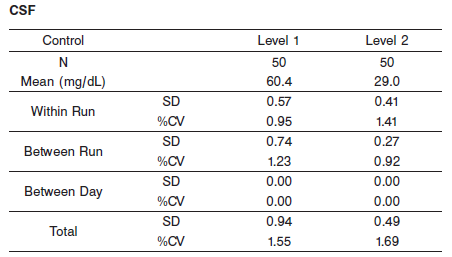 CSF
Control Level 1 Level 2
N 50 50
Mean (mg/dL) 60.4 29.0
Within Run SD 0.57 0.41
%CV 0.95 1.41
Between Run SD 0.74 0.27
%CV 1.23 0.92
Between Day SD 0.00 0.00
%CV 0.00 0.00
Total SD 0.94 0.49
%CV 1.55 1.69